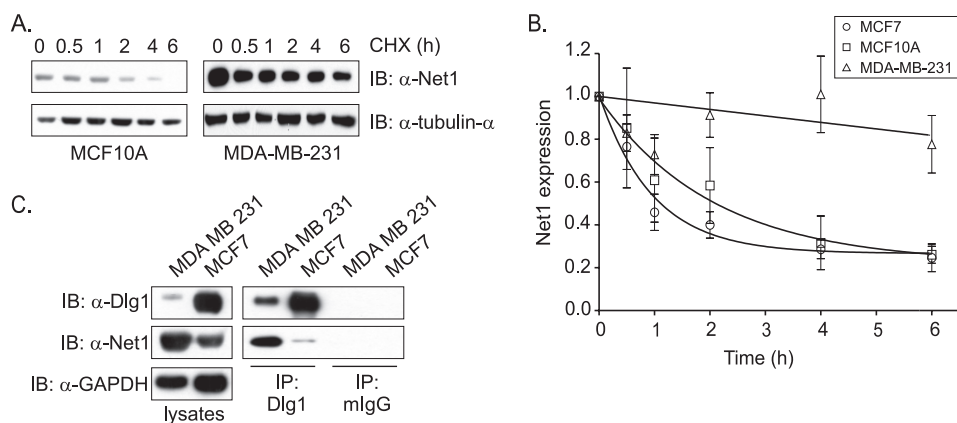 A.
0 0.5 1 2 4 6 0 0.5 1 2 4 6 CHX (h)
IB: α-Net1
IB: α-tubulin-α
MCF10A MDA-MB-231
B.
MCF7
MCF10A
MDA-MB-231
1.2
1.0
0.8
0.6
0.4
0.2
0.0
Net1 expression
0 1 2 3 4 5 6
Time (h)
C.
MDA MB 231
MCF7
MDA MB 231
MCF7
MDA MB 231
MCF7
IB: α-Dlg1
IB: α-Net1
IB: α-GAPDH
lysates
IP:
Dlg1
IP:
mIgG